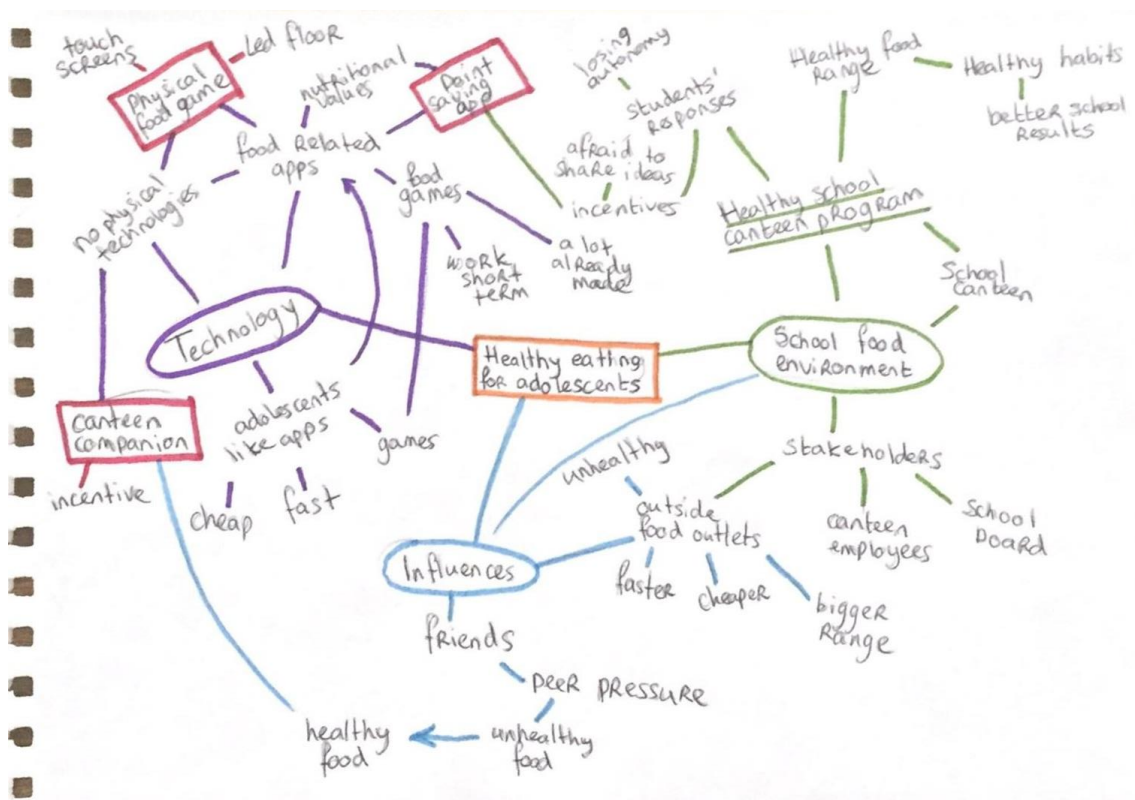 touch
screens
Physical
food game
Led floor
nutritional
values
Point
saving
app
food Related
apps
no physical
technologies
food
games
work
short
term
a lot
already
made
losing
autonomy
students'
Responses
afraid to
share ideas
incentives
Healthy food
Range
Healthy habits
better school
Results
Healthy school
canteen program
School
canteen
Technology
Healthy eating
for adolescents
School food
environment
canteen
companion
incentive
adolescents
like apps
games
cheap
fast
Stakeholders
canteen
employees
School
board
unhealthy
outside
food outlets
faster
cheaper
bigger
Range
Influences
friends
peer pressure
unhealthy
food
healthy
food